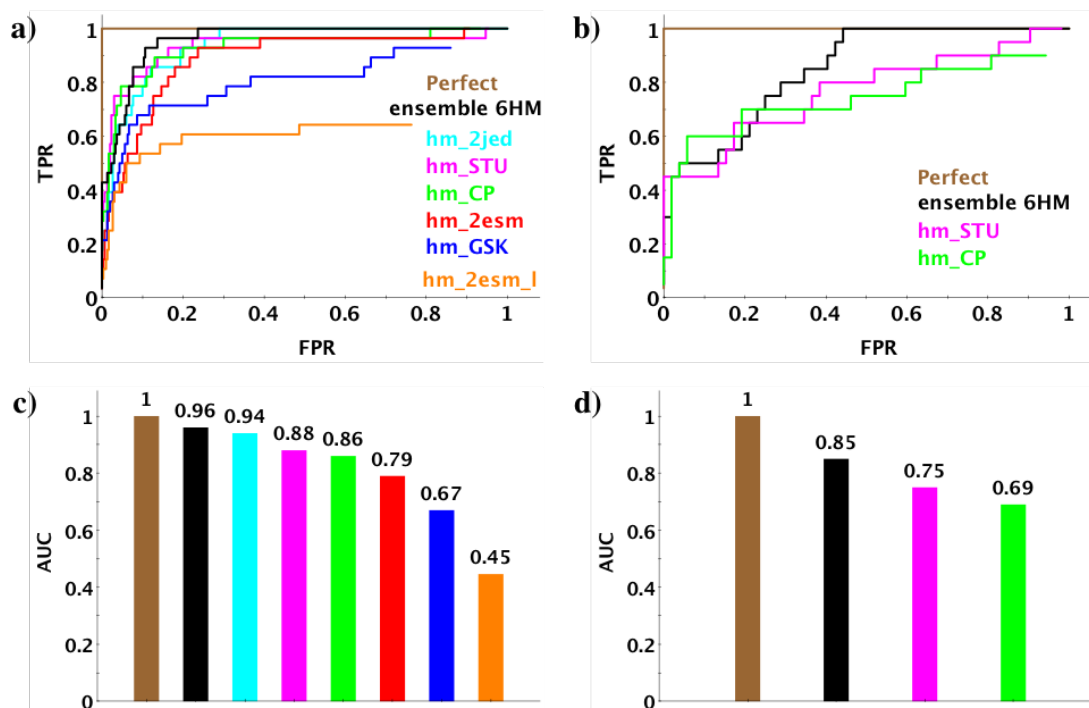 a)
1
0.8
0.6
0.4
0.2
0
TPR
0 0.2 0.4 0.6 0.8 1
FPR
Perfect
ensemble 6HM
hm_2jed
hm_STU
hm_CP
hm_2esm
hm_GSK
hm_2esm_l
b)
1
0.8
0.6
0.4
0.2
0
TPR
0 0.2 0.4 0.6 0.8 1
FPR
Perfect
ensemble 6HM
hm_STU
hm_CP
c)
1
0.8
0.6
0.4
0.2
0
AUC
1 0.96 0.94 0.88 0.86 0.79 0.67 0.45
d)
1
0.8
0.6
0.4
0.2
0
AUC
1 0.85 0.75 0.69